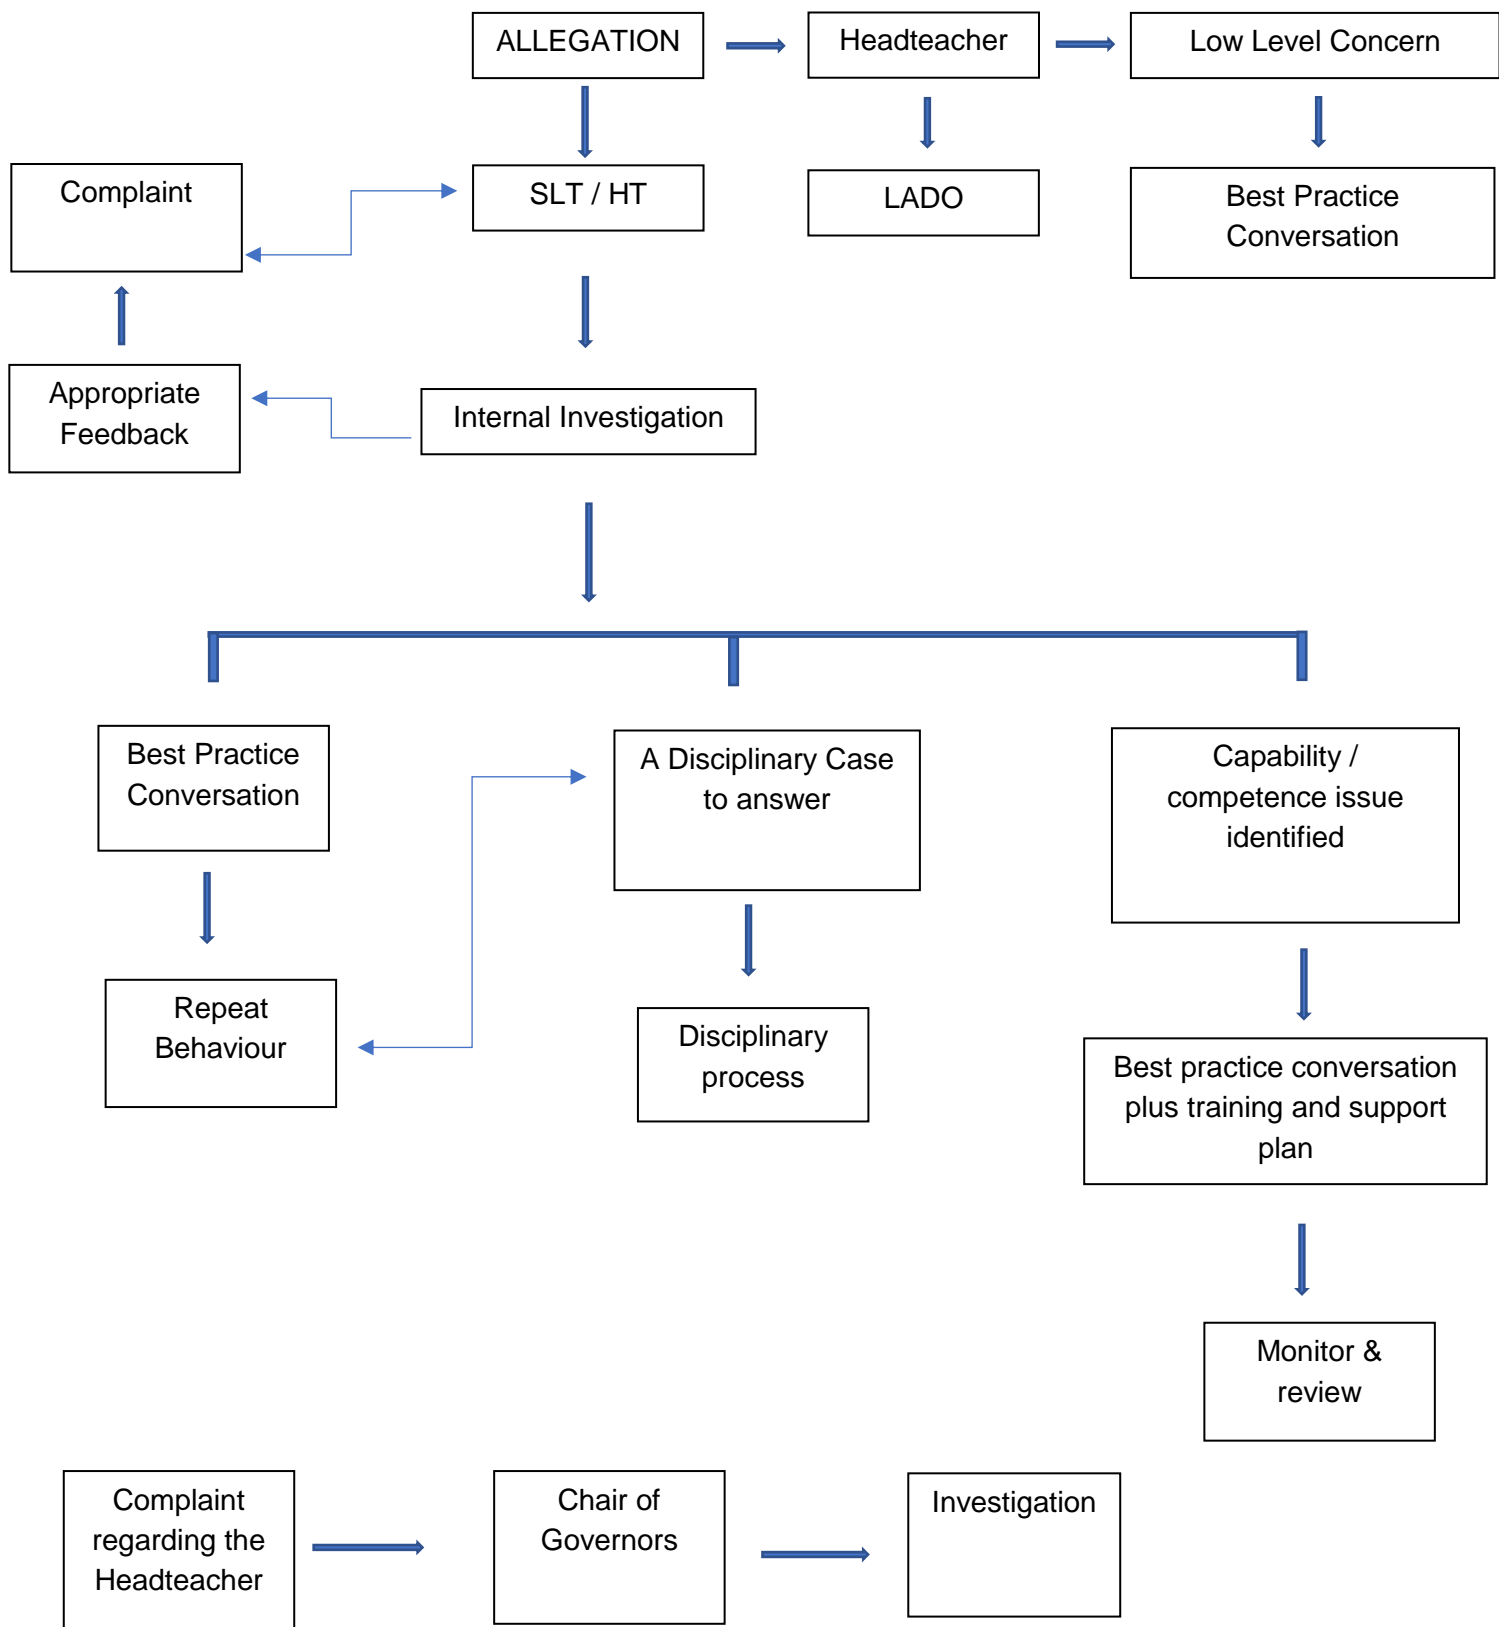 ALLEGATION
Headteacher
Low Level Concern
Complaint
SLT / HT
LADO
Best Practice
Conversation
Appropriate
Feedback
Internal Investigation
Best Practice
Conversation
A Disciplinary Case
to answer
Capability /
competence issue
identified
Repeat
Behaviour
Disciplinary
process
Best practice conversation
plus training and support
plan
Monitor &
review
Complaint
regarding the
Headteacher
Chair of
Governors
Investigation